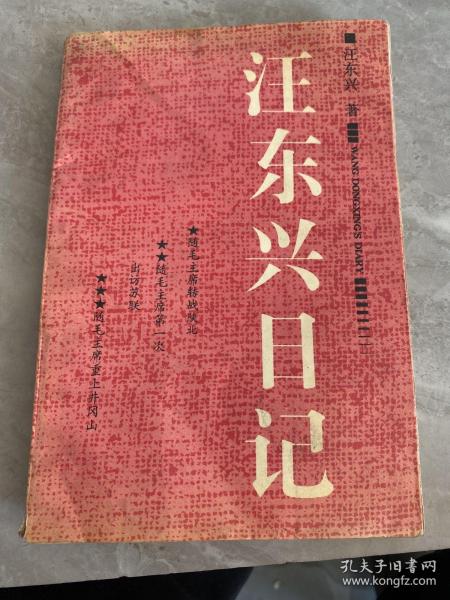 ■汪东兴 著
WANG DONGXING'S DIARY
汪东兴日记
★随毛主席转战陕北
★★随毛主席第一次
出访苏联
★★★随毛主席重上井冈山
孔夫子旧书网
www.kongfz.com